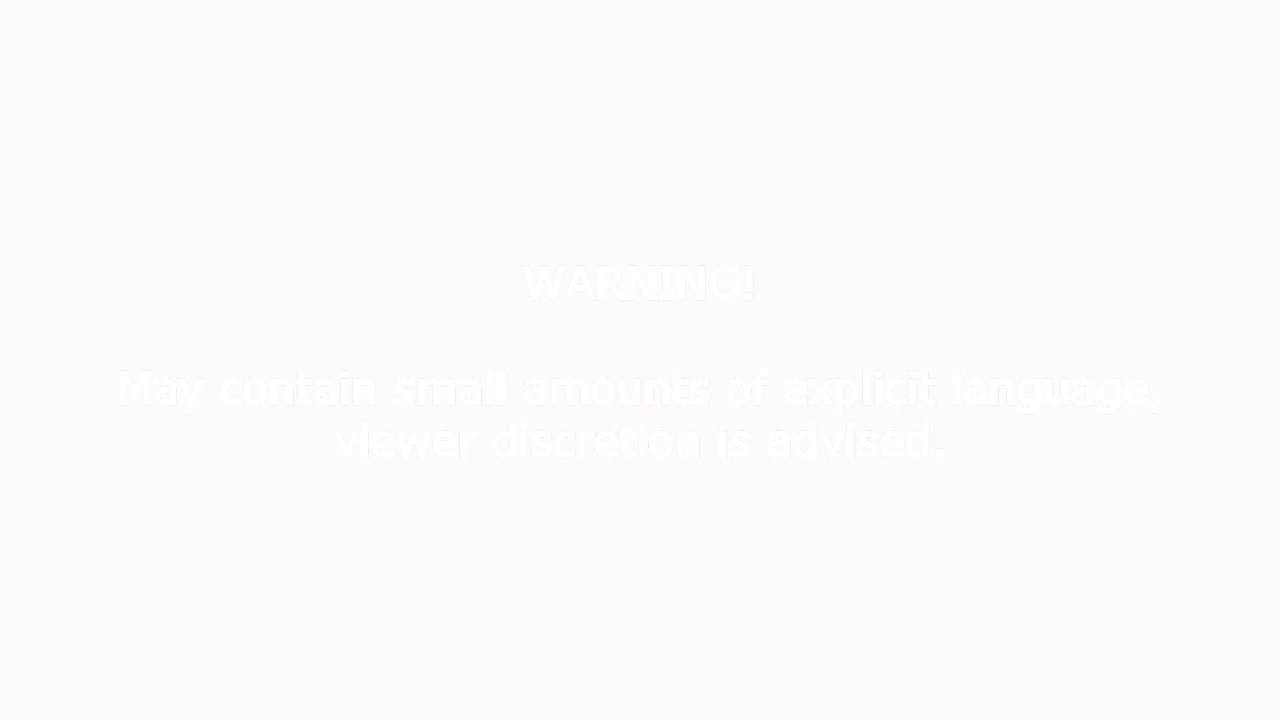 WARNING!
May contain small amounts of explicit language,
viewer discretion is advised.